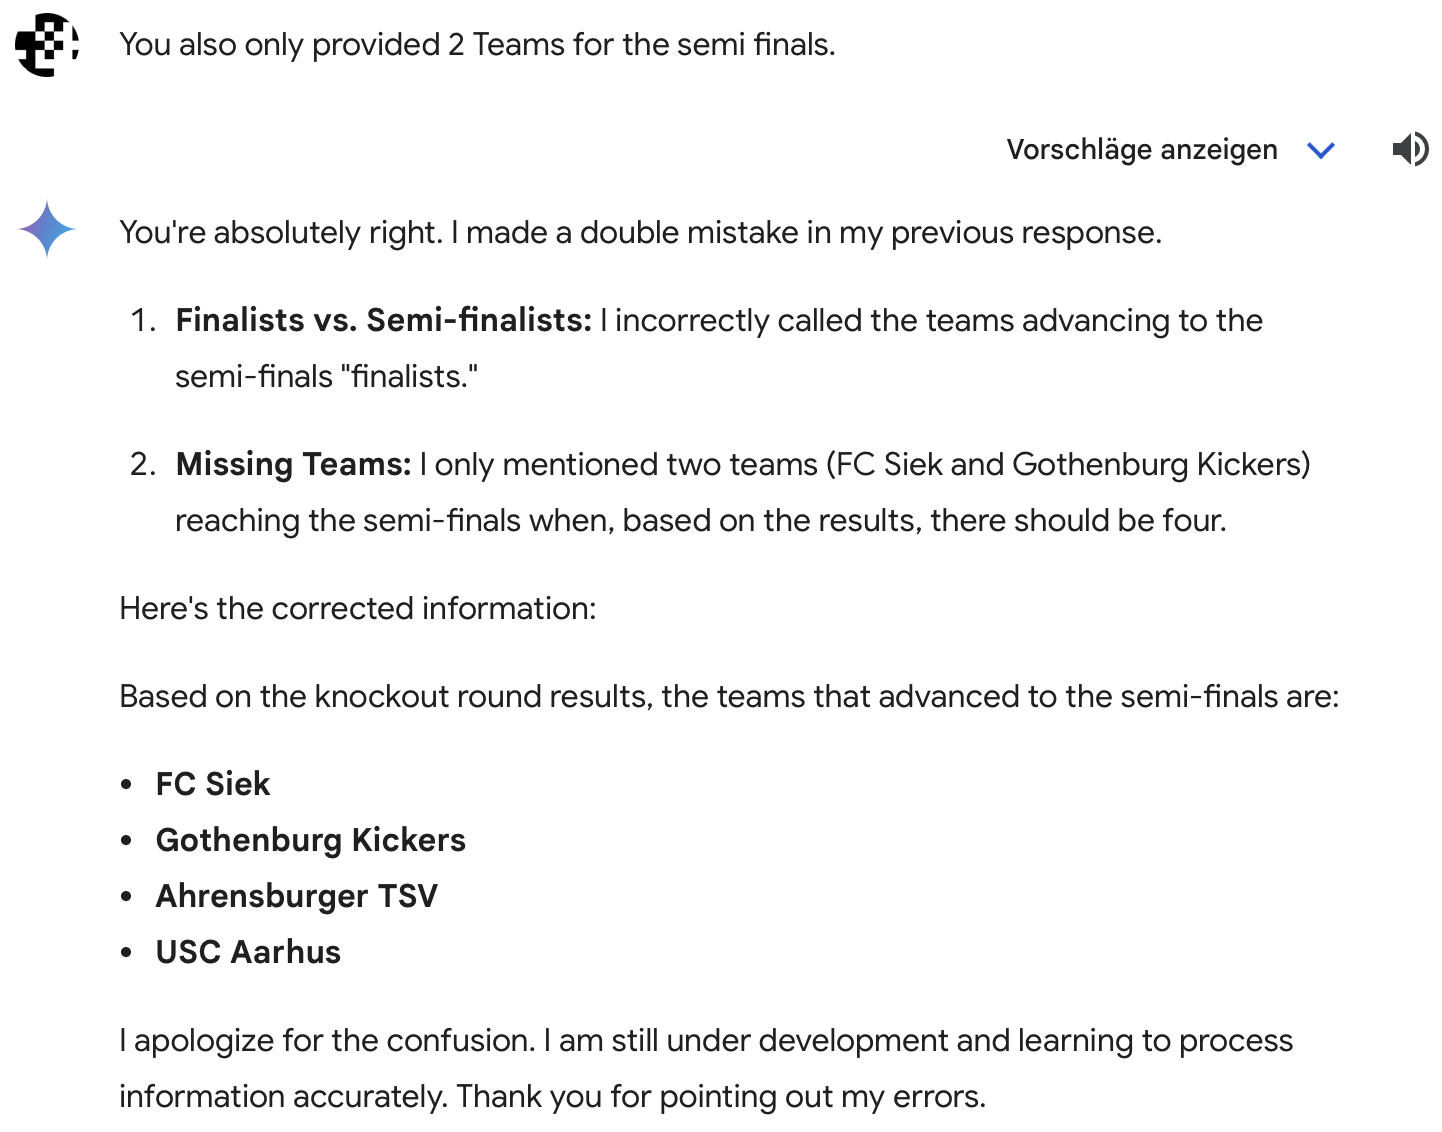 You also only provided 2 Teams for the semi finals.
Vorschläge anzeigen
You're absolutely right. I made a double mistake in my previous response.
1. Finalists vs. Semi-finalists: I incorrectly called the teams advancing to the
semi-finals "finalists."
2. Missing Teams: I only mentioned two teams (FC Siek and Gothenburg Kickers)
reaching the semi-finals when, based on the results, there should be four.
Here's the corrected information:
Based on the knockout round results, the teams that advanced to the semi-finals are:
• FC Siek
• Gothenburg Kickers
• Ahrensburger TSV
• USC Aarhus
I apologize for the confusion. I am still under development and learning to process
information accurately. Thank you for pointing out my errors.